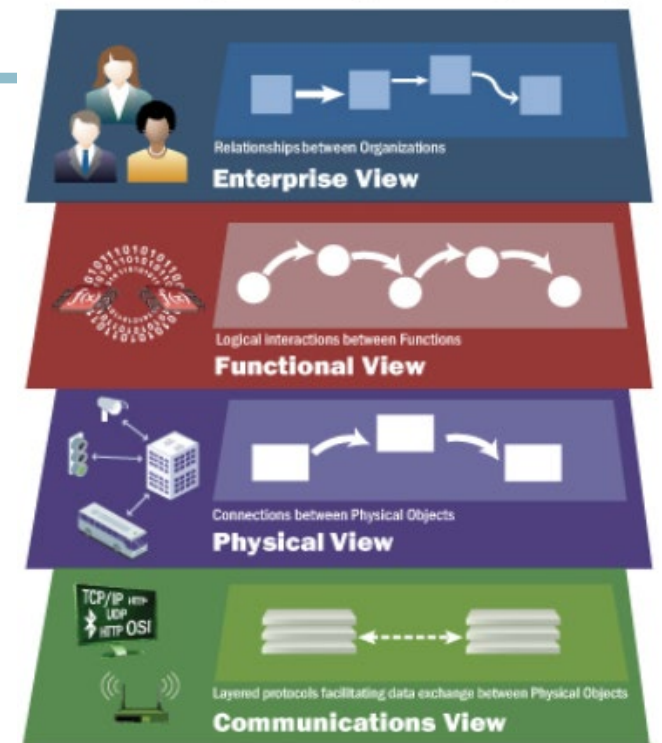 Relationships between Organizations
Enterprise View
f(x)
f(x)
Logical interactions between Functions
Functional View
Connections between Physical Objects
Physical View
TCP/IP HTTP
UDP
HTTP OSI
Layered protocols facilitating data exchange between Physical Objects
Communications View